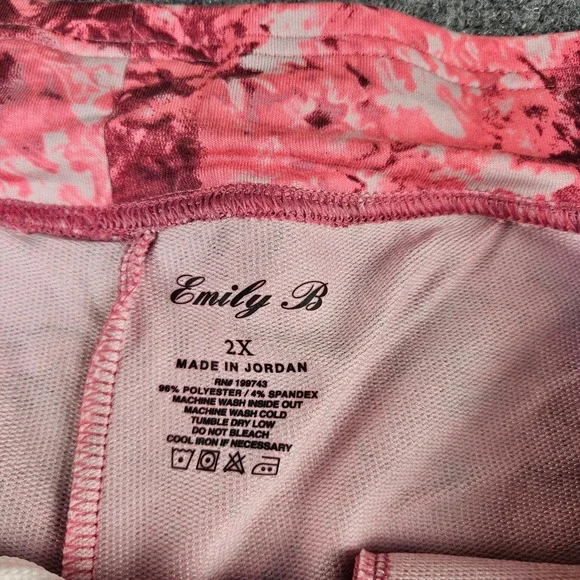 Emily B
2X
MADE IN JORDAN
RN# 199743
96% POLYESTER / 4% SPANDEX
MACHINE WASH INSIDE OUT
MACHINE WASH COLD
TUMBLE DRY LOW
DO NOT BLEACH
COOL IRON IF NECESSARY